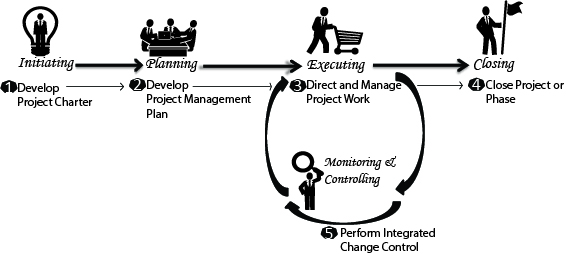 Initiating
Planning
Executing
Closing
1 Develop
Project Charter
2 Develop
Project Management
Plan
3 Direct and Manage
Project Work
4 Close Project or
Phase
Monitoring &
Controlling
5 Perform Integrated
Change Control